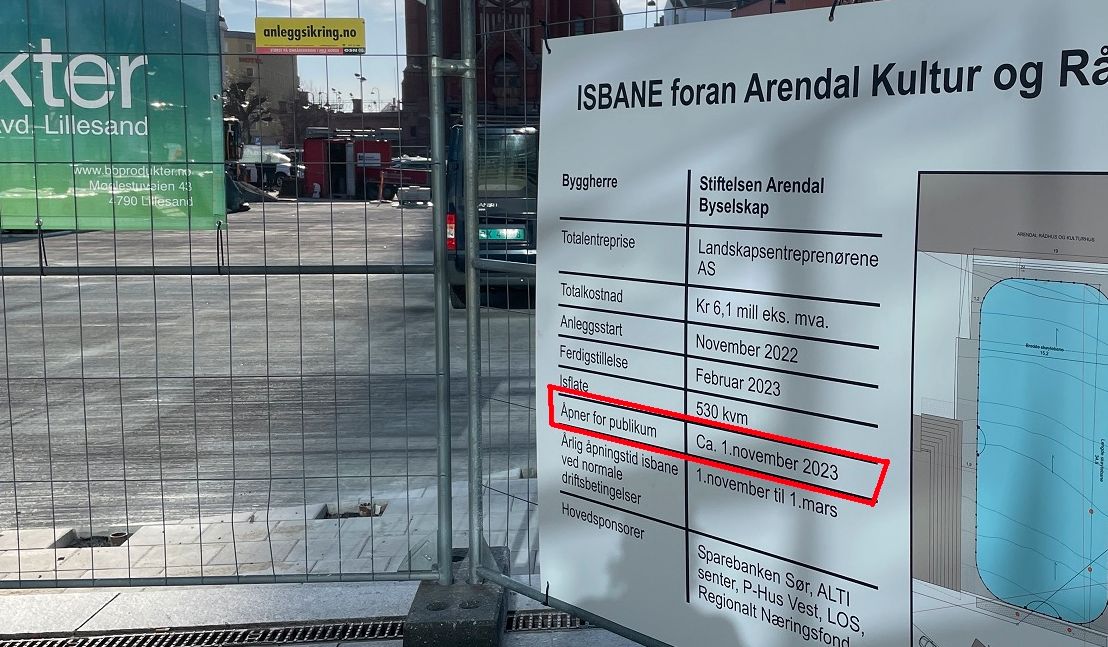 anleggsikring.no
kter
vd. Lillesand
www.bbprodukter.no
Moelestuveien 43
4790 Lillesand
ISBANE foran Arendal Kultur og Rå
Byggherre
Stiftelsen Arendal
Byselskap
Totalentreprise
Landskapsentreprenørene
AS
Totalkostnad
Kr 6,1 mill eks. mva.
Anleggsstart
November 2022
Ferdigstillelse
Februar 2023
Isflate
530 kvm
Åpner for publikum
Ca. 1.november 2023
Årlig åpningstid isbane
ved normale
driftsbetingelser
1.november til 1.mars
Hovedsponsorer
Sparebanken Sør, ALTI
senter, P-Hus Vest, LOS,
Regionalt Næringsfond
ARENDAL RÅDHUS OG KULTURHUS